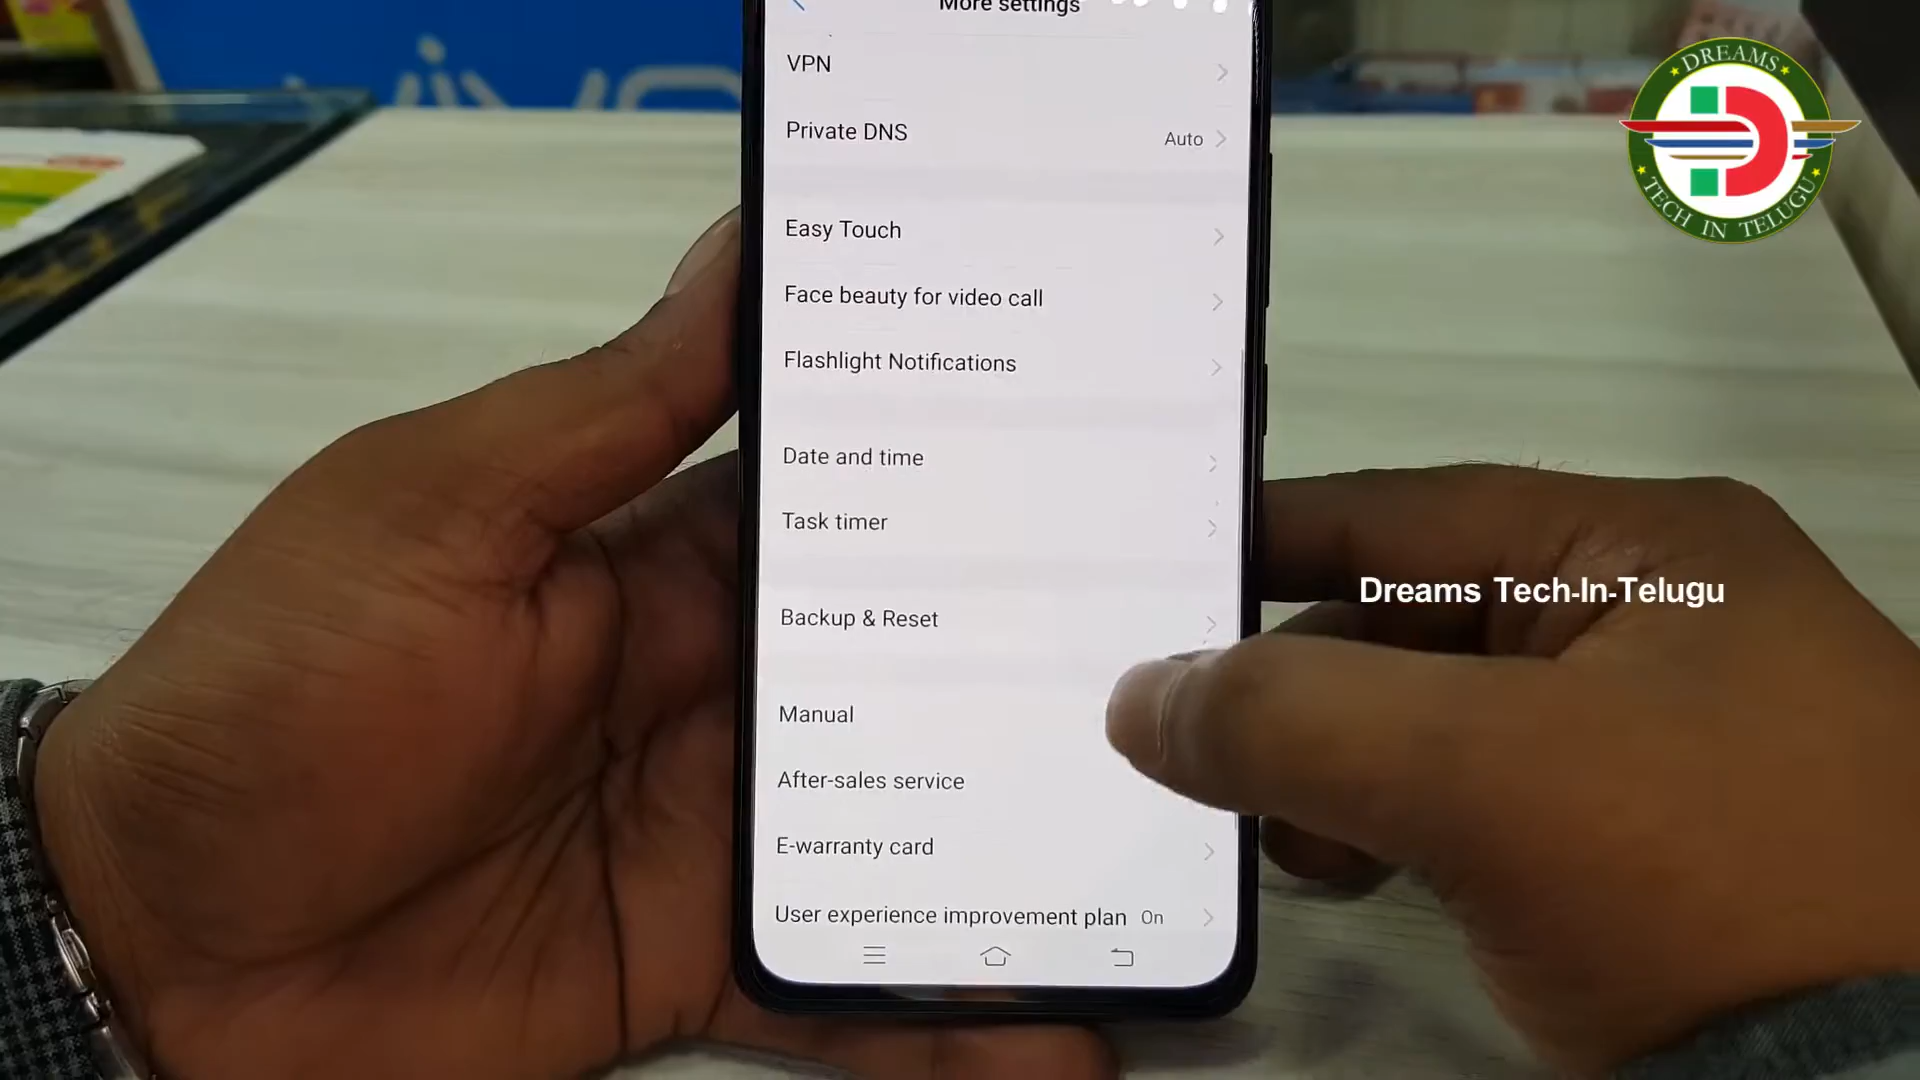 More settings
VPN
Private DNS Auto
Easy Touch
Face beauty for video call
Flashlight Notifications
Date and time
Task timer
Backup & Reset
Manual
After-sales service
E-warranty card
User experience improvement plan On
DREAMS
TECH IN TELUGU
Dreams Tech-In-Telugu